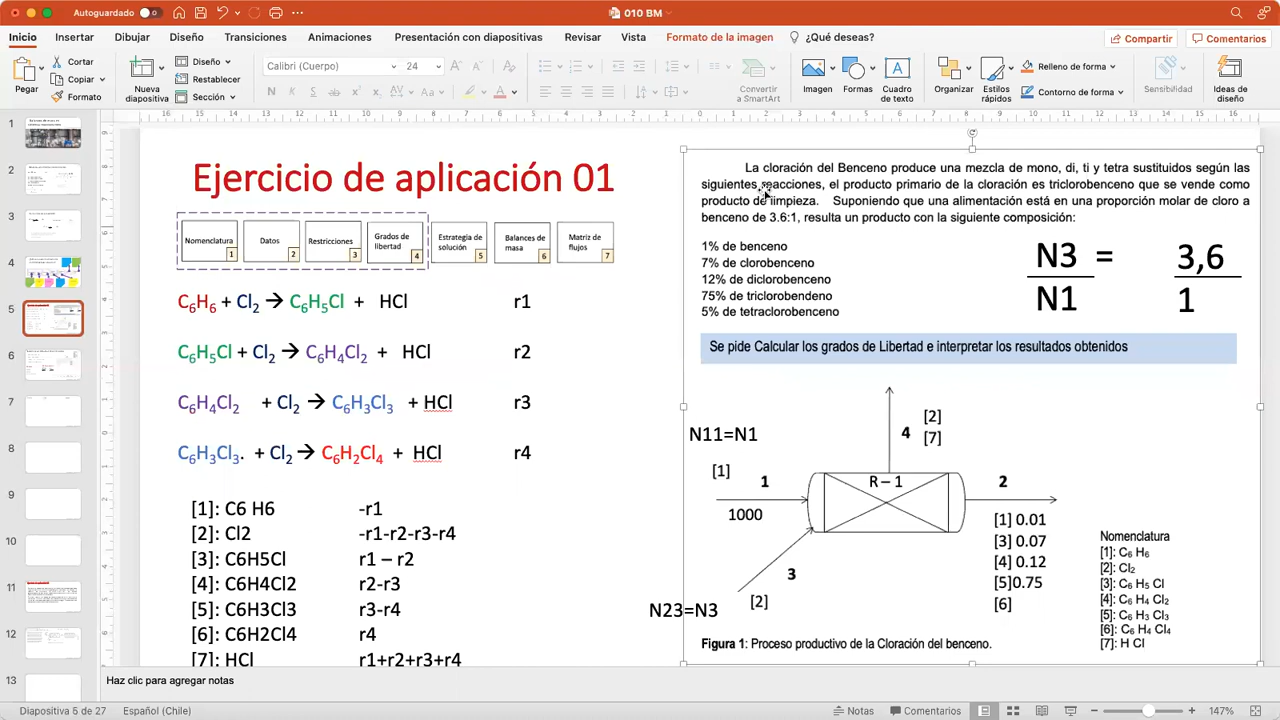 Autoguardado
010 BM
Inicio
Insertar
Dibujar
Diseño
Transiciones
Animaciones
Presentación con diapositivas
Revisar
Vista
Formato de la imagen
¿Qué deseas?
Compartir
Comentarios
Pegar
Cortar
Copiar
Formato
Nueva
diapositiva
Diseño
Restablecer
Sección
Calibri (Cuerpo)
24
Convertir
a SmartArt
Imagen
Formas
Cuadro
de texto
Organizar
Estilos
rápidos
Relleno de forma
Contorno de forma
Sensibilidad
Ideas de
diseño
Ejercicio de aplicación 01
Nomenclatura 1
Datos 2
Restricciones 3
Grados de
libertad 4
Estrategia de
solución 5
Balances de
masa 6
Matriz de
flujos 7
C6H6 + Cl2 → C6H5Cl + HCl r1
C6H5Cl + Cl2 → C6H4Cl2 + HCl r2
C6H4Cl2 + Cl2 → C6H3Cl3 + HCl r3
C6H3Cl3. + Cl2 → C6H2Cl4 + HCl r4
[1]: C6 H6 -r1
[2]: Cl2 -r1-r2-r3-r4
[3]: C6H5Cl r1 – r2
[4]: C6H4Cl2 r2-r3
[5]: C6H3Cl3 r3-r4
[6]: C6H2Cl4 r4
[7]: HCl r1+r2+r3+r4
La cloración del Benceno produce una mezcla de mono, di, ti y tetra sustituidos según las
siguientes reacciones, el producto primario de la cloración es triclorobenceno que se vende como
producto de limpieza. Suponiendo que una alimentación está en una proporción molar de cloro a
benceno de 3.6:1, resulta un producto con la siguiente composición:
1% de benceno
7% de clorobenceno
12% de diclorobenceno
75% de triclorobendeno
5% de tetraclorobenceno
N3 = 3,6
N1 1
Se pide Calcular los grados de Libertad e interpretar los resultados obtenidos
N11=N1
[1]
1
1000
R – 1
4
[2]
[7]
2
[1] 0.01
[3] 0.07
[4] 0.12
[5]0.75
[6]
3
[2]
N23=N3
Nomenclatura
[1]: C6 H6
[2]: Cl2
[3]: C6 H5 Cl
[4]: C6 H4 Cl2
[5]: C6 H3 Cl3
[6]: C6 H4 Cl4
[7]: H Cl
Figura 1: Proceso productivo de la Cloración del benceno.
Haz clic para agregar notas
Diapositiva 5 de 27
Español (Chile)
Notas
Comentarios
147%